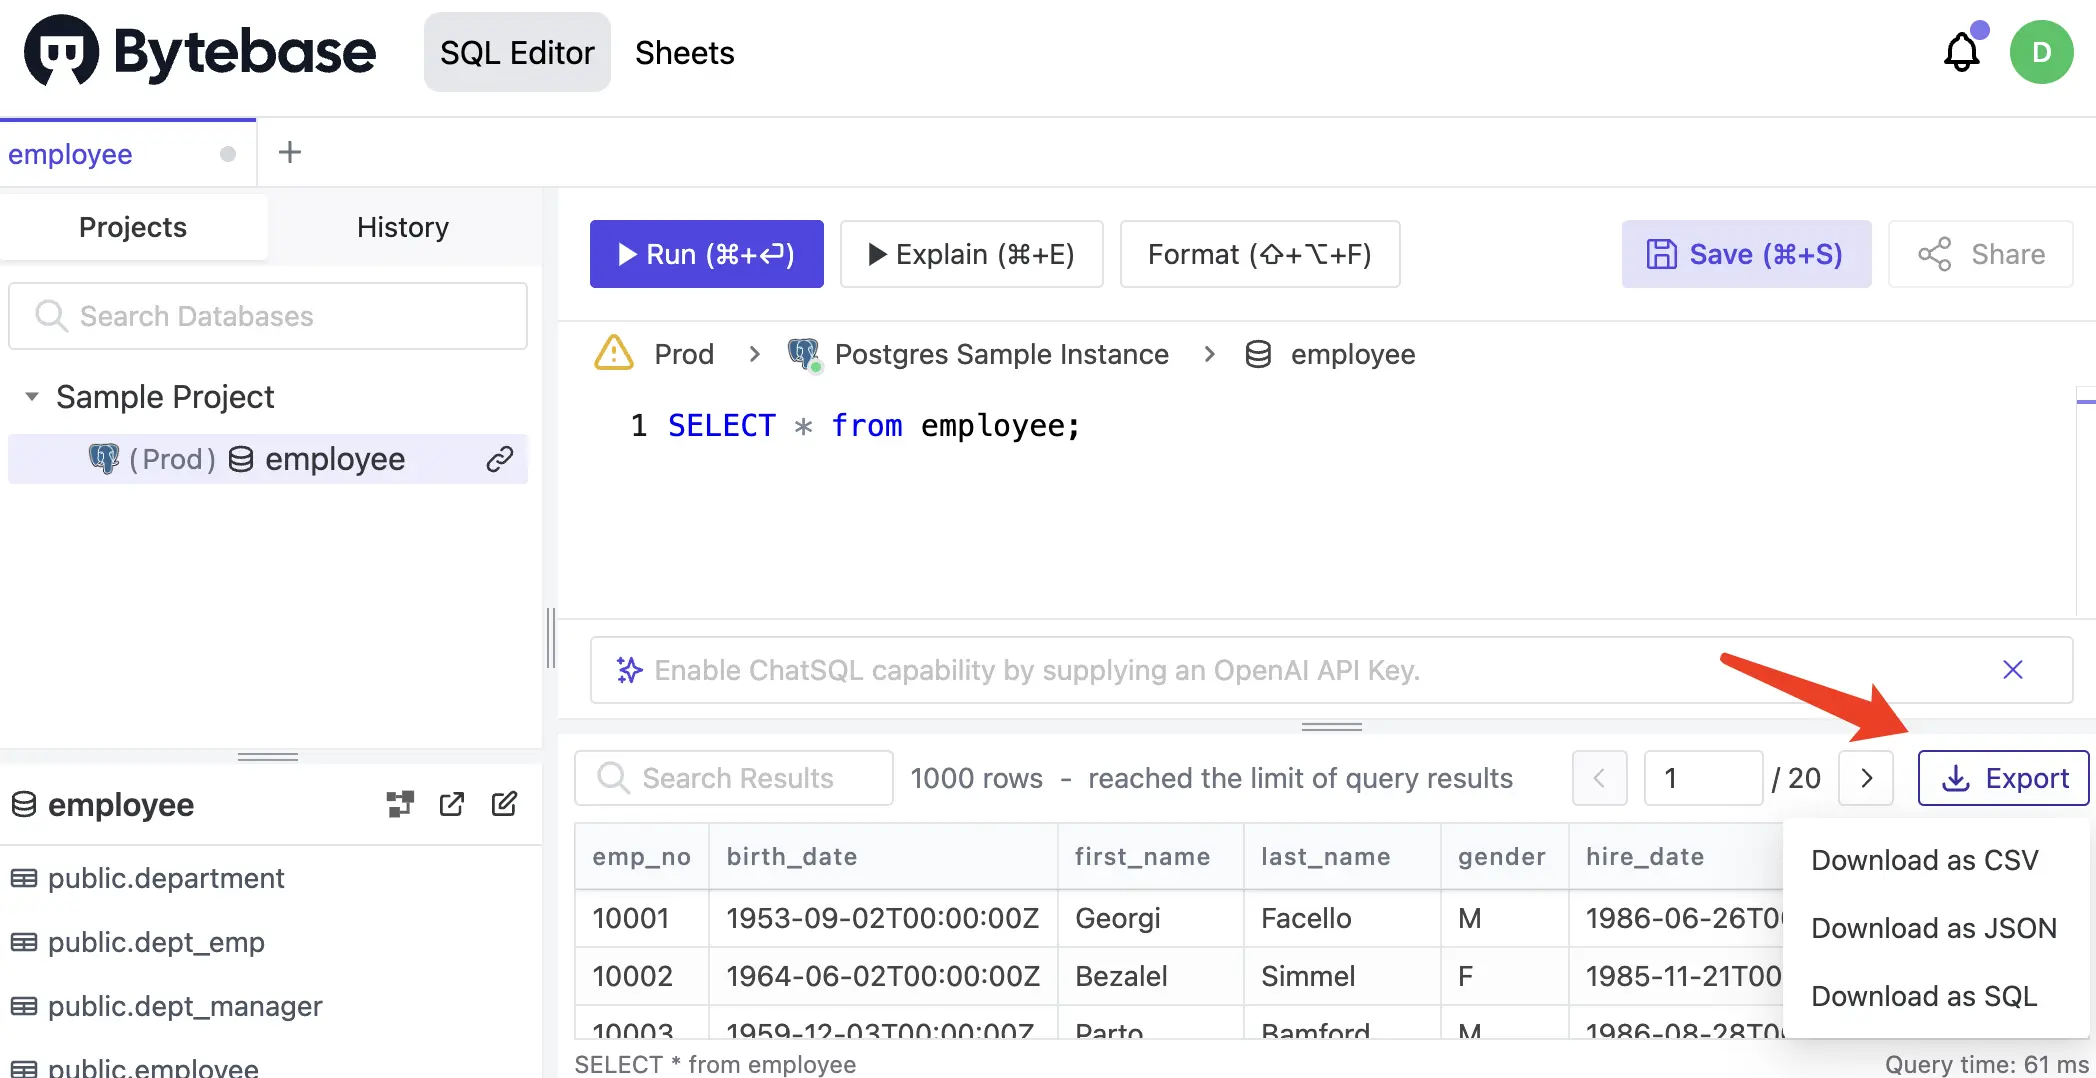 Bytebase SQL Editor Sheets D
employee
Projects History
Search Databases
Sample Project
(Prod) employee
employee
public.department
public.dept_emp
public.dept_manager
public.employee
Run (⌘+⏎) Explain (⌘+E) Format (⇧+⌥+F) Save (⌘+S) Share
Prod > Postgres Sample Instance > employee
1 SELECT * from employee;
Enable ChatSQL capability by supplying an OpenAI API Key.
Search Results 1000 rows - reached the limit of query results 1 / 20 Export
Download as CSV
Download as JSON
Download as SQL
emp_no birth_date first_name last_name gender hire_date
10001 1953-09-02T00:00:00Z Georgi Facello M 1986-06-26T0
10002 1964-06-02T00:00:00Z Bezalel Simmel F 1985-11-21T00
10003 1959-12-03T00:00:00Z Parto Bamford M 1986-08-28T0
SELECT * from employee Query time: 61 ms